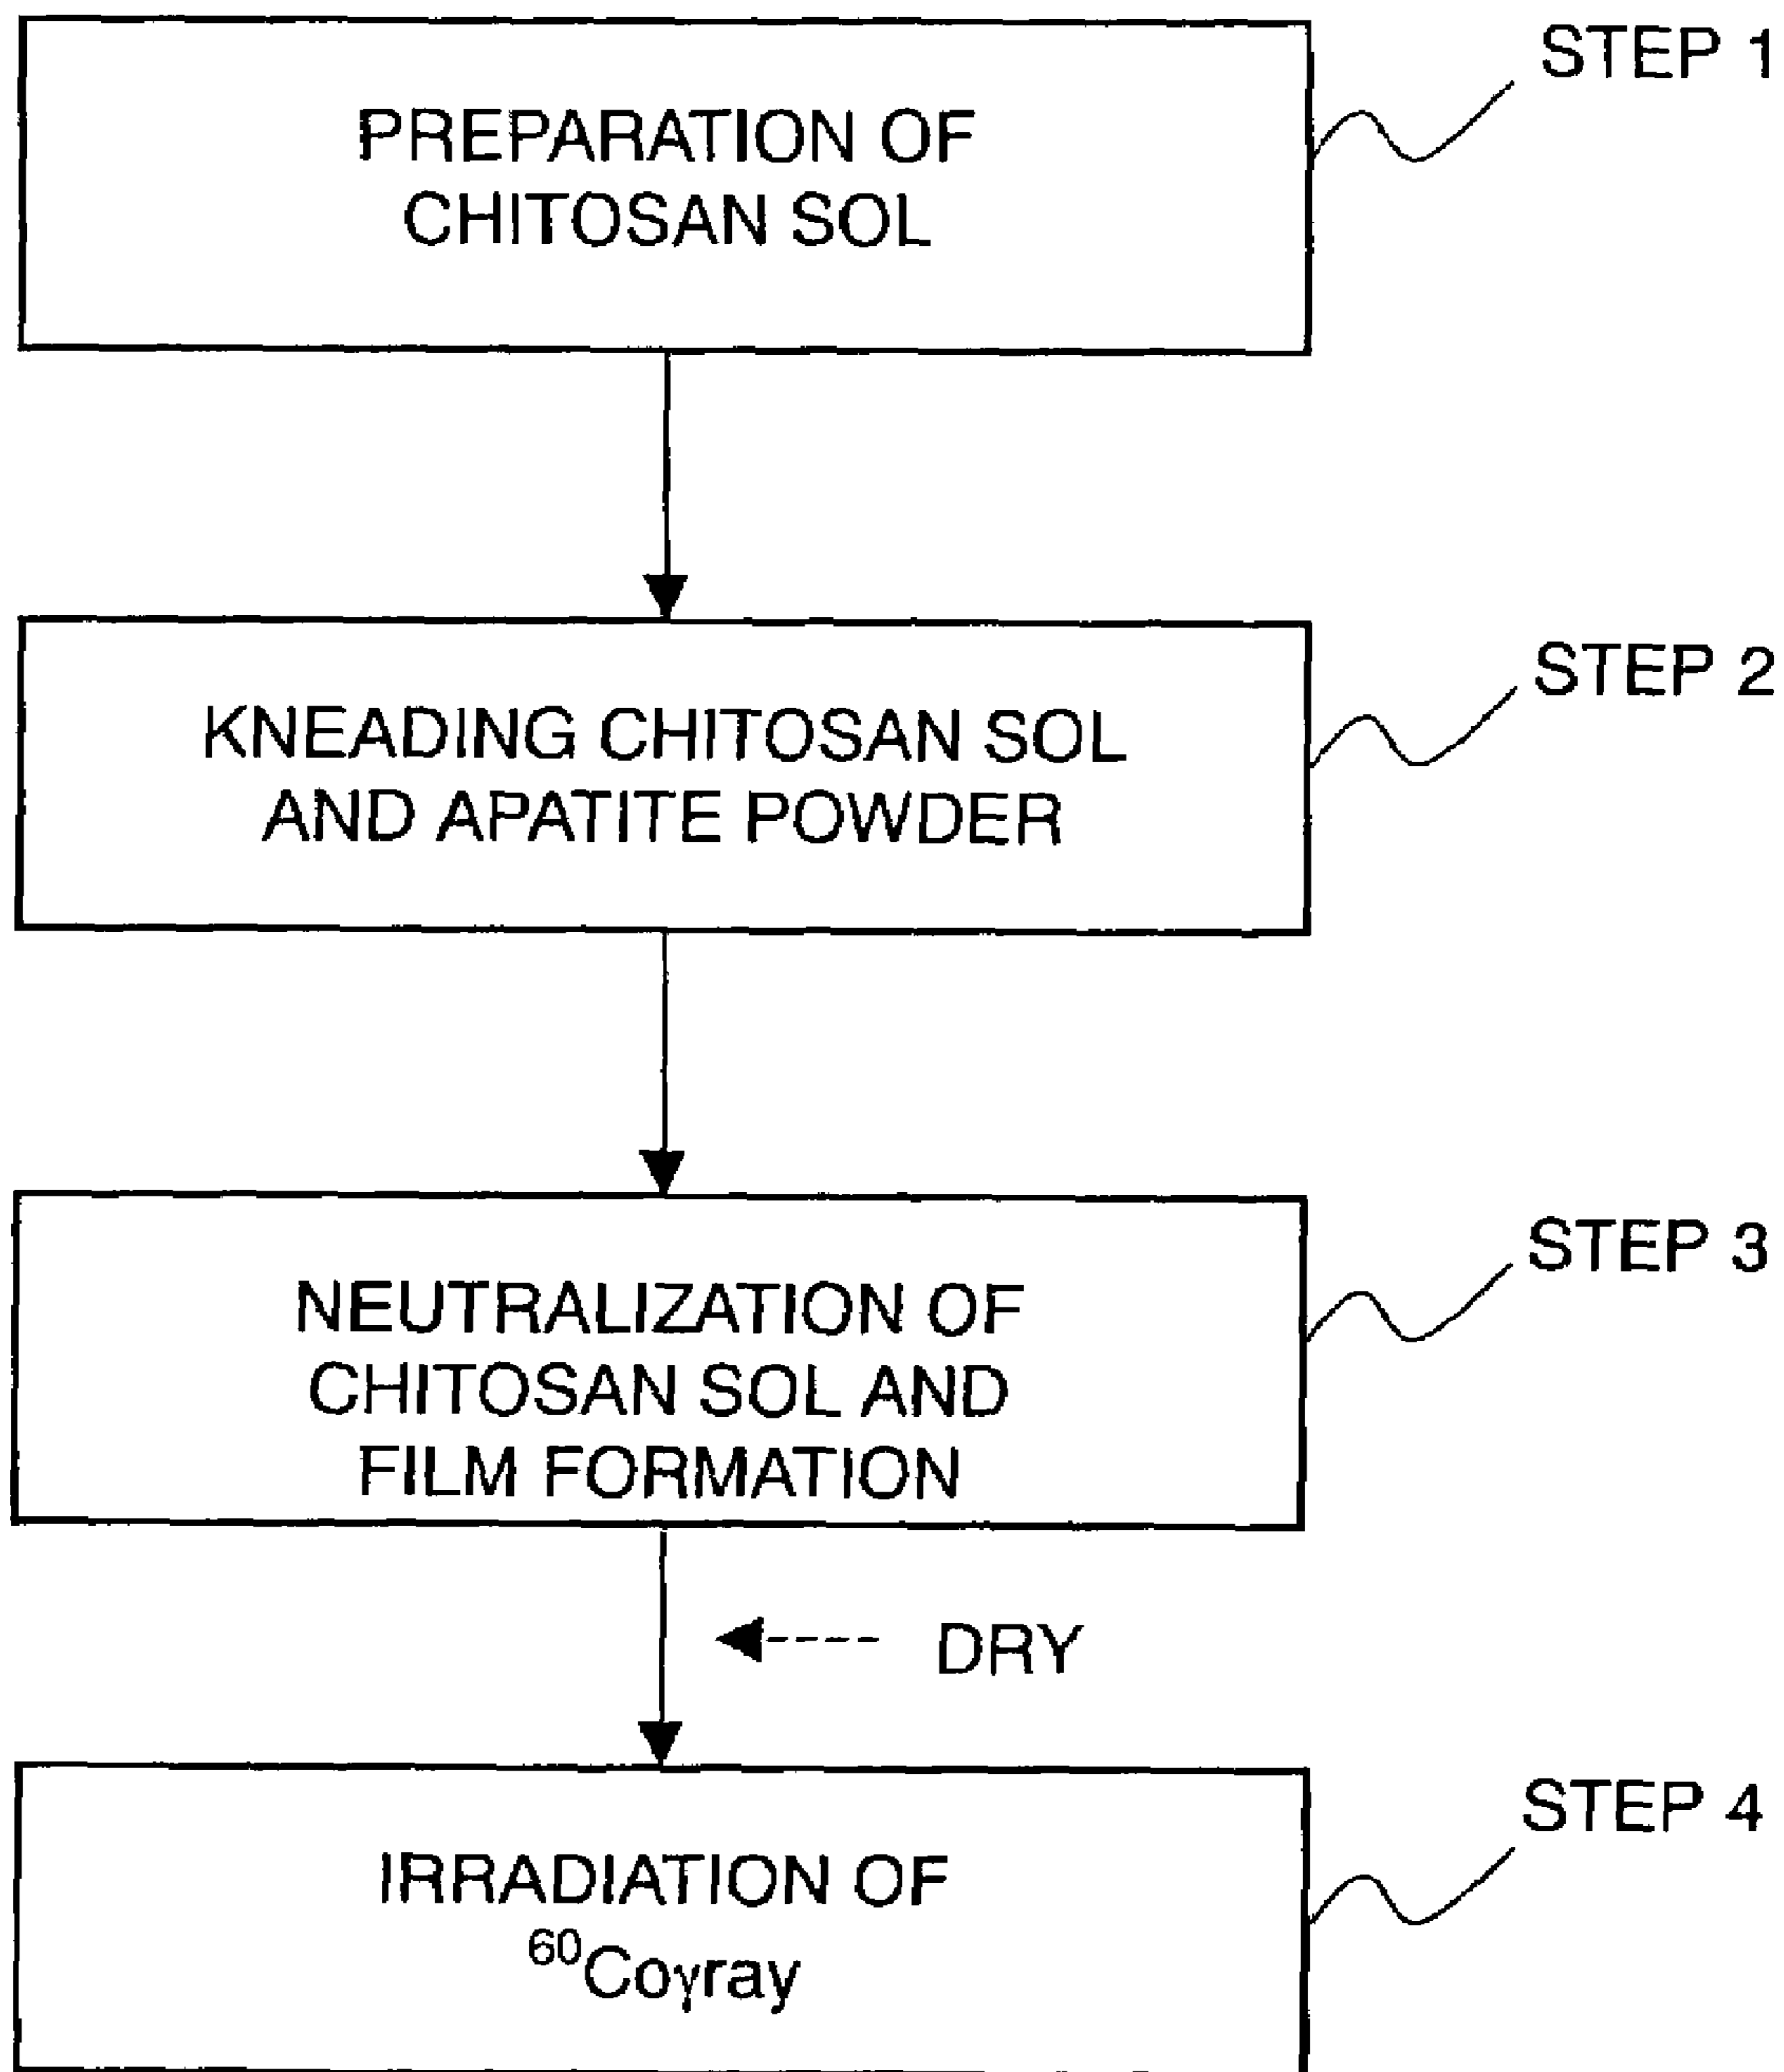 STEP 1
PREPARATION OF
CHITOSAN SOL
STEP 2
KNEADING CHITOSAN SOL
AND APATITE POWDER
STEP 3
NEUTRALIZATION OF
CHITOSAN SOL AND
FILM FORMATION
DRY
STEP 4
IRRADIATION OF
⁶⁰Coγray